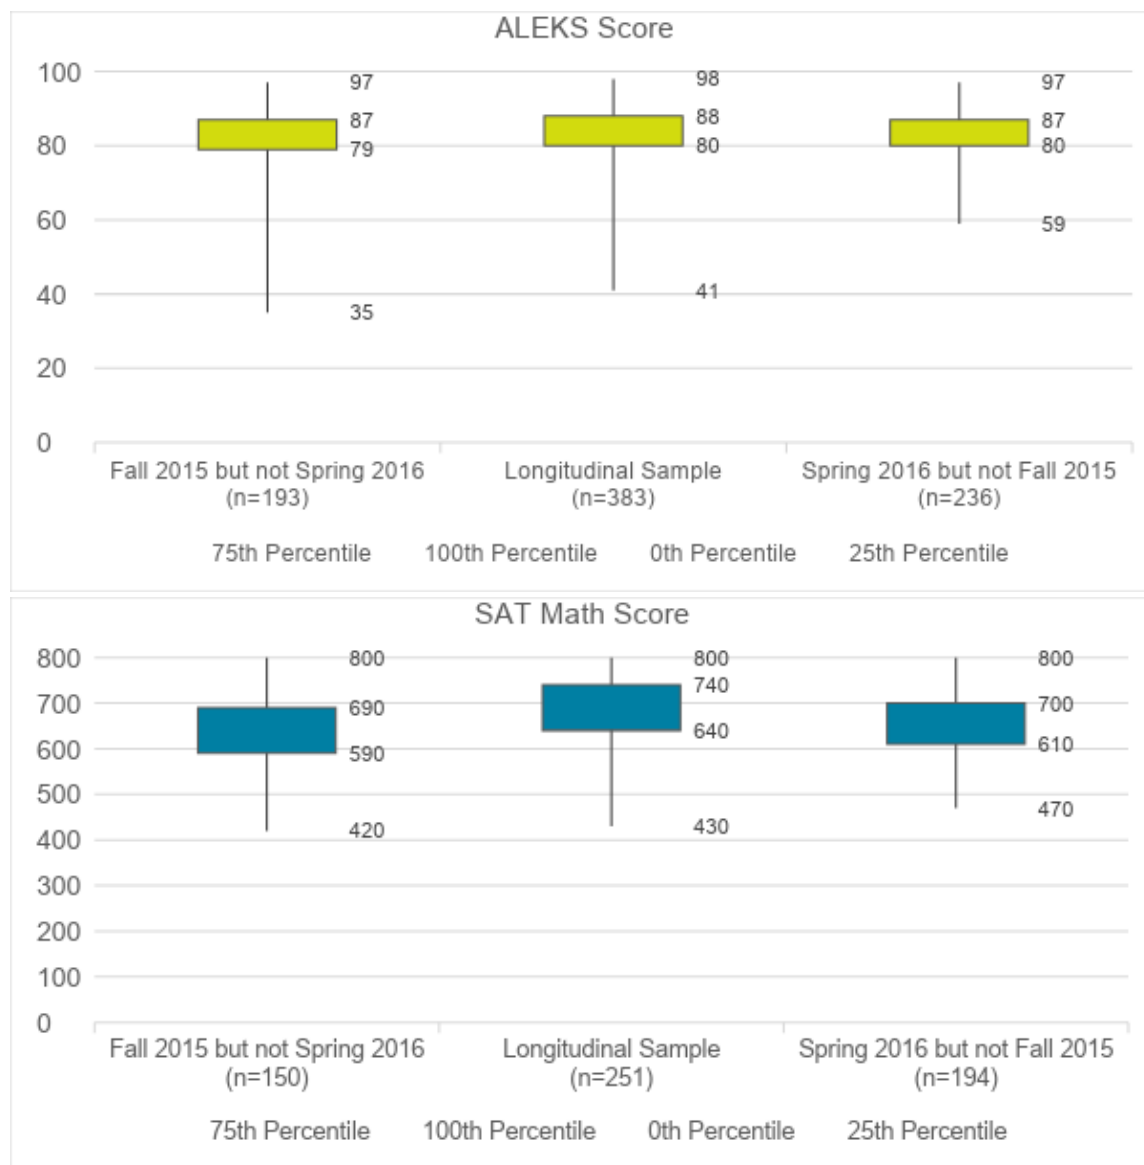 ALEKS Score
100
80
60
40
20
0
97
87
79
35
98
88
80
41
97
87
80
59
Fall 2015 but not Spring 2016
(n=193)
Longitudinal Sample
(n=383)
Spring 2016 but not Fall 2015
(n=236)
75th Percentile 100th Percentile 0th Percentile 25th Percentile
SAT Math Score
800
700
600
500
400
300
200
100
0
800
690
590
420
800
740
640
430
800
700
610
470
Fall 2015 but not Spring 2016
(n=150)
Longitudinal Sample
(n=251)
Spring 2016 but not Fall 2015
(n=194)
75th Percentile 100th Percentile 0th Percentile 25th Percentile